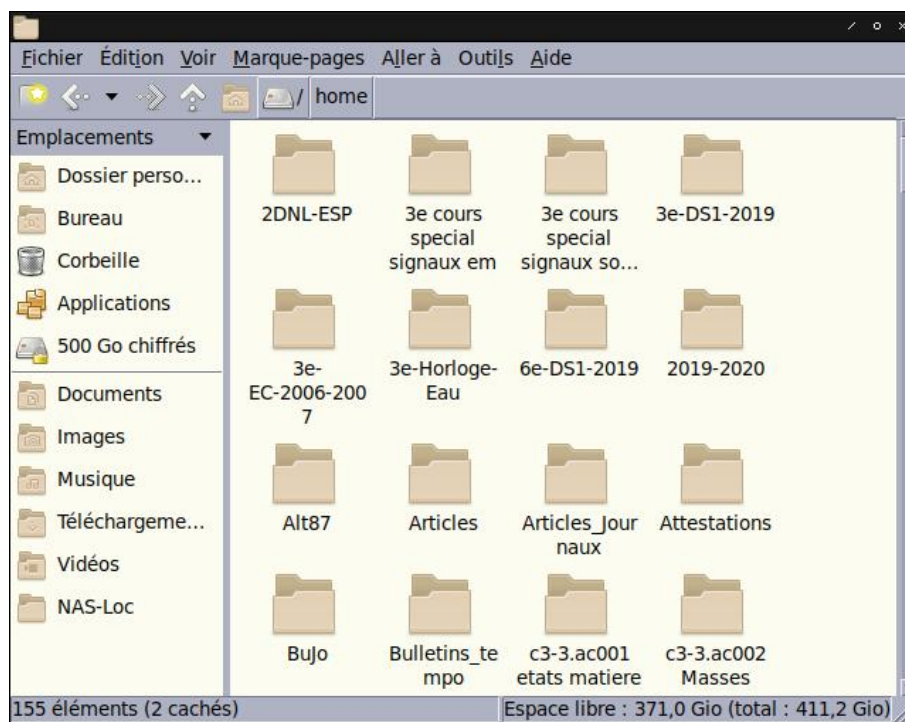 Fichier Édition Voir Marque-pages Aller à Outils Aide
/ home
Emplacements
Dossier perso...
Bureau
Corbeille
Applications
500 Go chiffrés
Documents
Images
Musique
Téléchargeme...
Vidéos
NAS-Loc
2DNL-ESP
3e cours
special
signaux em
3e cours
special
signaux so...
3e-DS1-2019
3e-
EC-2006-200
7
3e-Horloge-
Eau
6e-DS1-2019
2019-2020
Alt87
Articles
Articles_Jour
naux
Attestations
BuJo
Bulletins_te
mpo
c3-3.ac001
etats matiere
c3-3.ac002
Masses
155 éléments (2 cachés)
Espace libre : 371,0 Gio (total : 411,2 Gio)